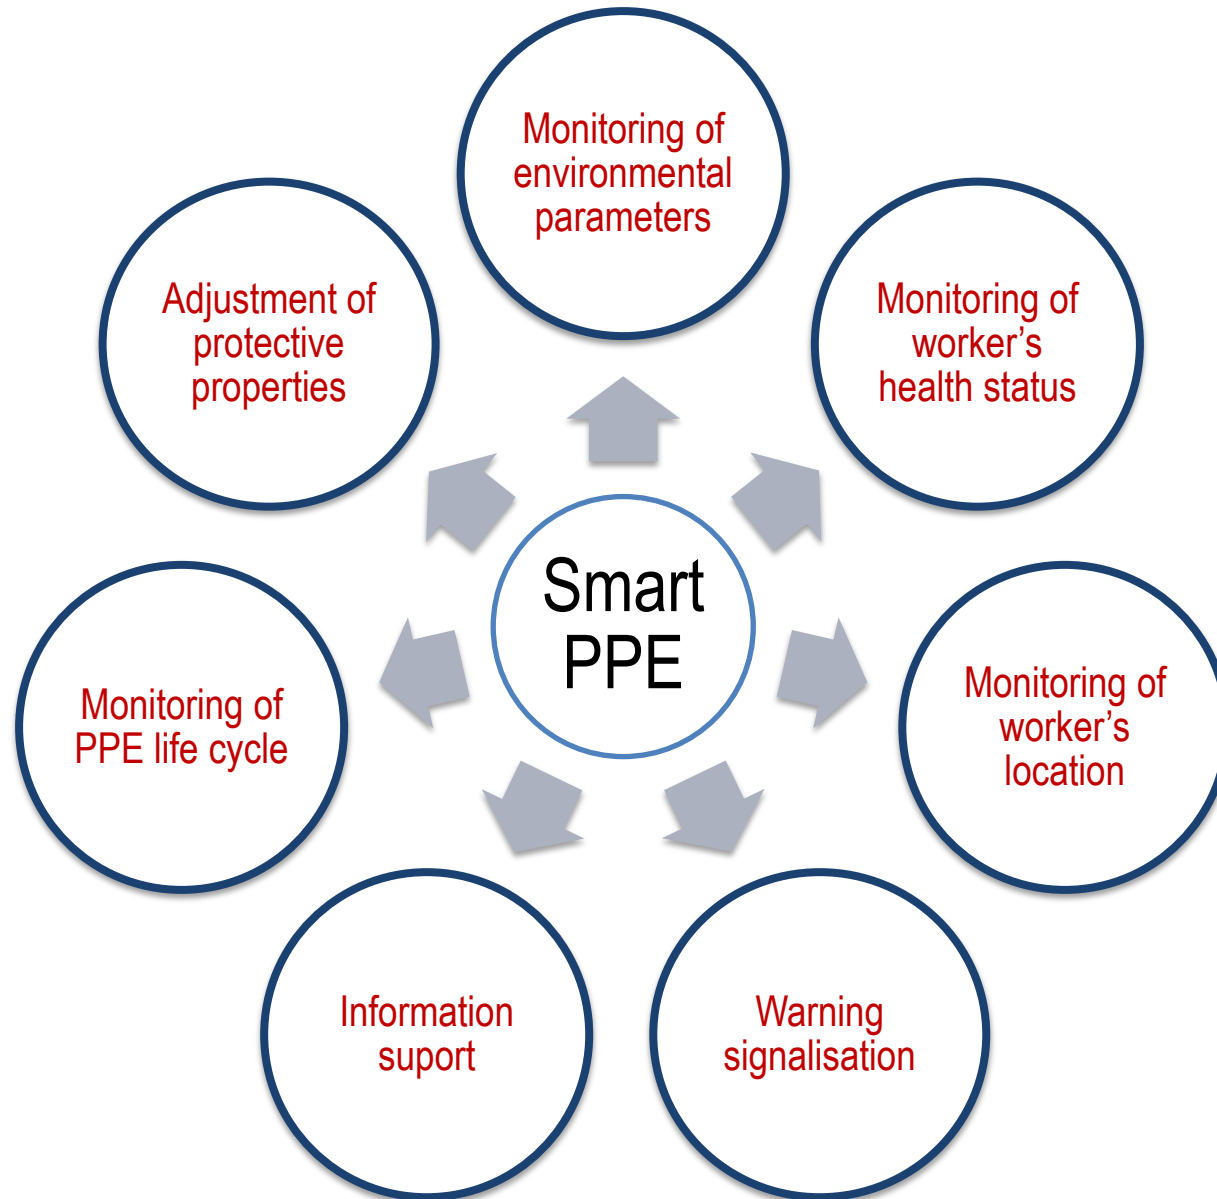 Monitoring of
environmental
parameters
Adjustment of
protective
properties
Monitoring of
worker’s
health status
Smart
PPE
Monitoring of
PPE life cycle
Monitoring of
worker’s
location
Information
suport
Warning
signalisation